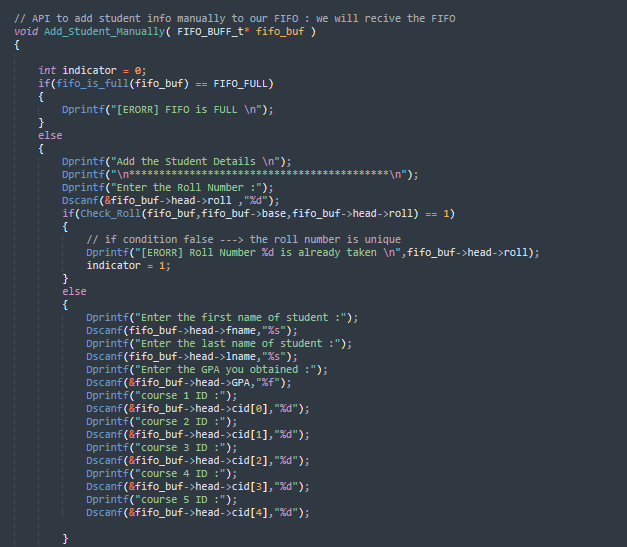 // API to add student info manually to our FIFO : we will recive the FIFO
void Add_Student_Manually( FIFO_BUFF_t* fifo_buf )
{
int indicator = 0;
if(fifo_is_full(fifo_buf) == FIFO_FULL)
{
Dprintf("[ERORR] FIFO is FULL \n");
}
else
{
Dprintf("Add the Student Details \n");
Dprintf("\n*******************************************\n");
Dprintf("Enter the Roll Number :");
Dscanf(&fifo_buf->head->roll ,"%d");
if(Check_Roll(fifo_buf,fifo_buf->base,fifo_buf->head->roll) == 1)
{
// if condition false ---> the roll number is unique
Dprintf("[ERORR] Roll Number %d is already taken \n",fifo_buf->head->roll);
indicator = 1;
}
else
{
Dprintf("Enter the first name of student :");
Dscanf(fifo_buf->head->fname,"%s");
Dprintf("Enter the last name of student :");
Dscanf(fifo_buf->head->lname,"%s");
Dprintf("Enter the GPA you obtained :");
Dscanf(&fifo_buf->head->GPA,"%f");
Dprintf("course 1 ID :");
Dscanf(&fifo_buf->head->cid[0],"%d");
Dprintf("course 2 ID :");
Dscanf(&fifo_buf->head->cid[1],"%d");
Dprintf("course 3 ID :");
Dscanf(&fifo_buf->head->cid[2],"%d");
Dprintf("course 4 ID :");
Dscanf(&fifo_buf->head->cid[3],"%d");
Dprintf("course 5 ID :");
Dscanf(&fifo_buf->head->cid[4],"%d");
}